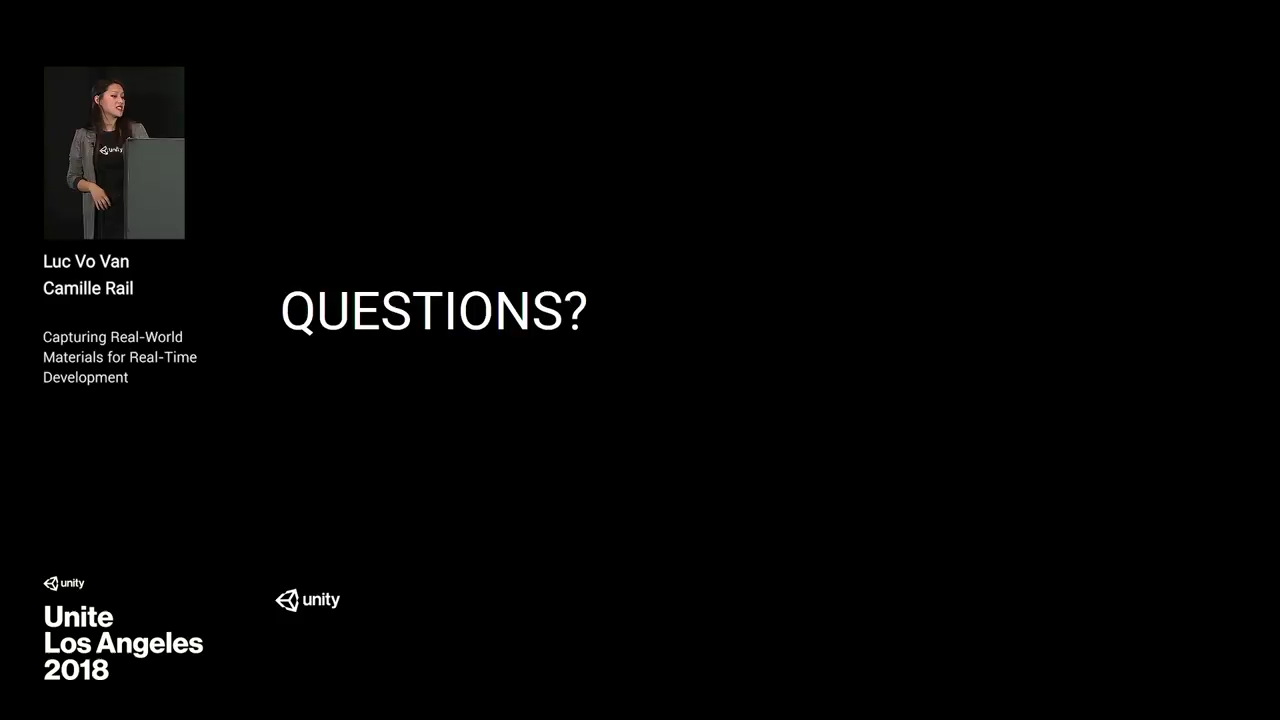 unity
Luc Vo Van
Camille Rail
Capturing Real-World
Materials for Real-Time
Development
QUESTIONS?
unity
Unite
Los Angeles
2018
unity